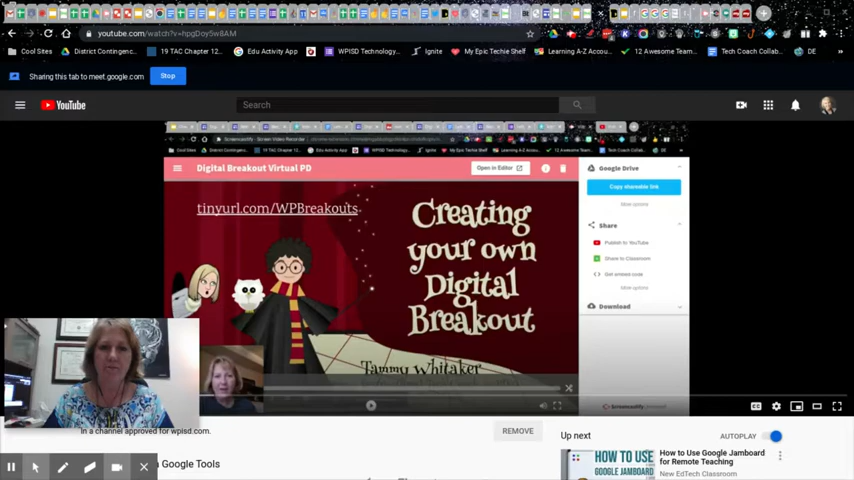 youtube.com/watch?v=hpgDoy5w8AM
Cool Sites
District Contingenc...
19 TAC Chapter 12...
Edu Activity App
WPISD Technology...
Ignite
My Epic Techie Shelf
Learning A-Z Accou...
12 Awesome Team...
Tech Coach Collab...
DE
Sharing this tab to meet.google.com
Stop
YouTube
Search
Digital Breakout Virtual PD
Open in Editor
Google Drive
Copy shareable link
More options
Share
Publish to YouTube
Share to Classroom
Get embed code
More options
Download
tinyurl.com/WPBreakouts
Creating
your own
Digital
Breakout
Tammy Whitaker
In a channel approved for wpisd.com.
REMOVE
Google Tools
Up next
AUTOPLAY
HOW TO USE
GOOGLE JAMBOARD
How to Use Google Jamboard
for Remote Teaching
New EdTech Classroom